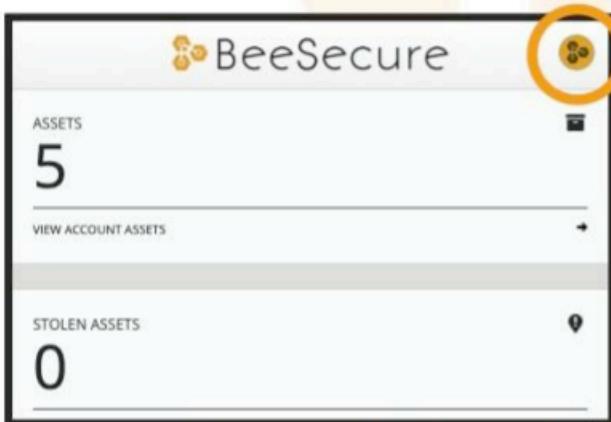 BeeSecure
ASSETS
5
VIEW ACCOUNT ASSETS
STOLEN ASSETS
0